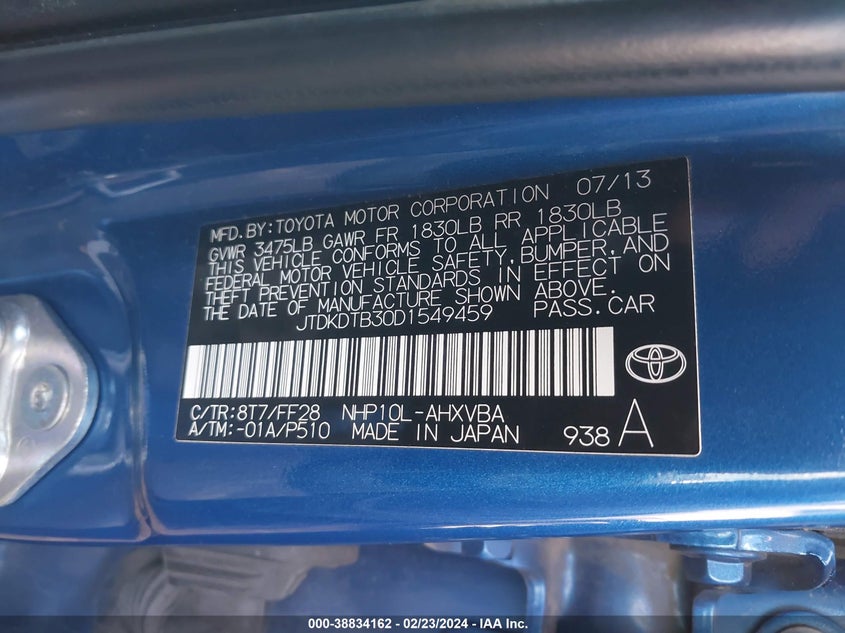 MFD.BY:TOYOTA MOTOR CORPORATION 07/13
GVWR 3475LB GAWR FR 1830LB RR 1830LB
THIS VEHICLE CONFORMS TO ALL APPLICABLE
FEDERAL MOTOR VEHICLE SAFETY,BUMPER,AND
THEFT PREVENTION STANDARDS IN EFFECT ON
THE DATE OF MANUFACTURE SHOWN ABOVE.
JTDKDTB30D1549459 PASS.CAR
C/TR:8T7/FF28 NHP10L-AHXVBA
A/TM:-01A/P510 MADE IN JAPAN 938 A
000-38834162 - 02/23/2024 - IAA Inc.